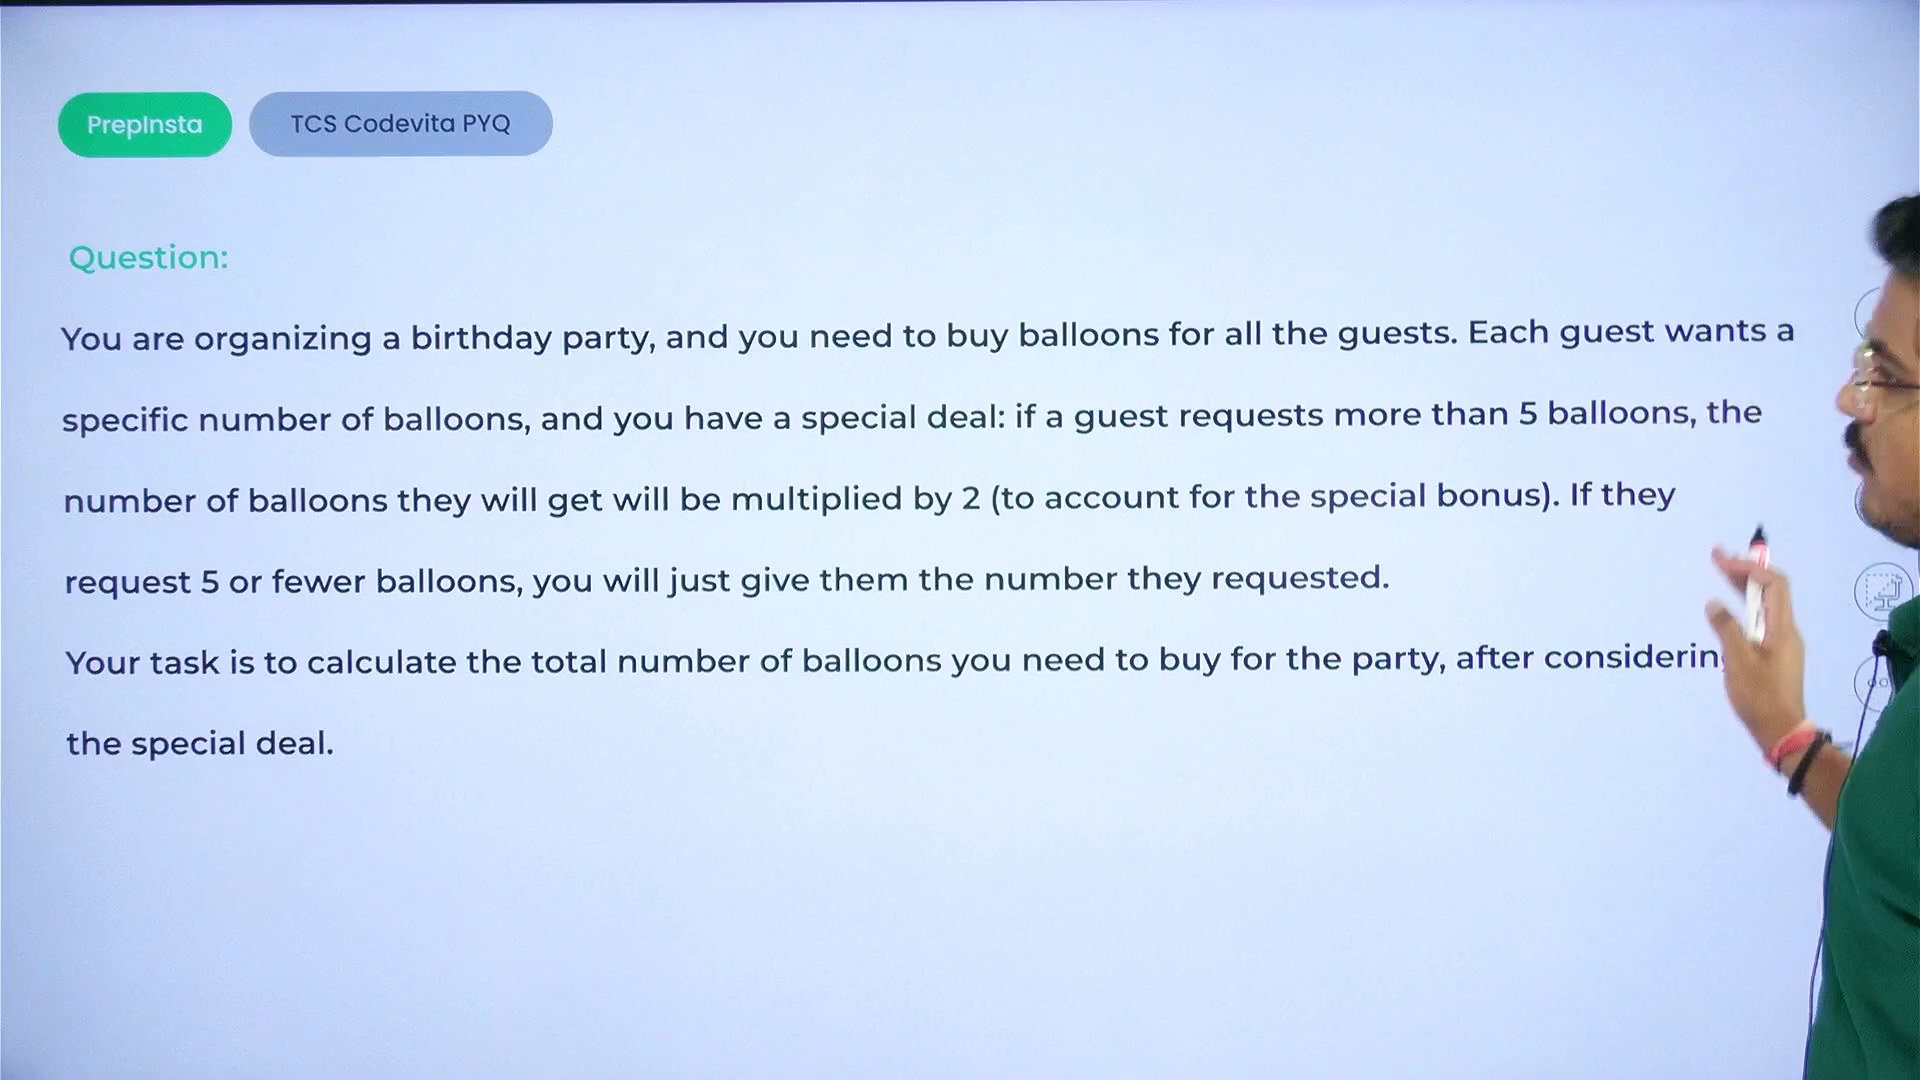 PrepInsta TCS Codevita PYQ
Question:
You are organizing a birthday party, and you need to buy balloons for all the guests. Each guest wants a
specific number of balloons, and you have a special deal: if a guest requests more than 5 balloons, the
number of balloons they will get will be multiplied by 2 (to account for the special bonus). If they
request 5 or fewer balloons, you will just give them the number they requested.
Your task is to calculate the total number of balloons you need to buy for the party, after considerin
the special deal.